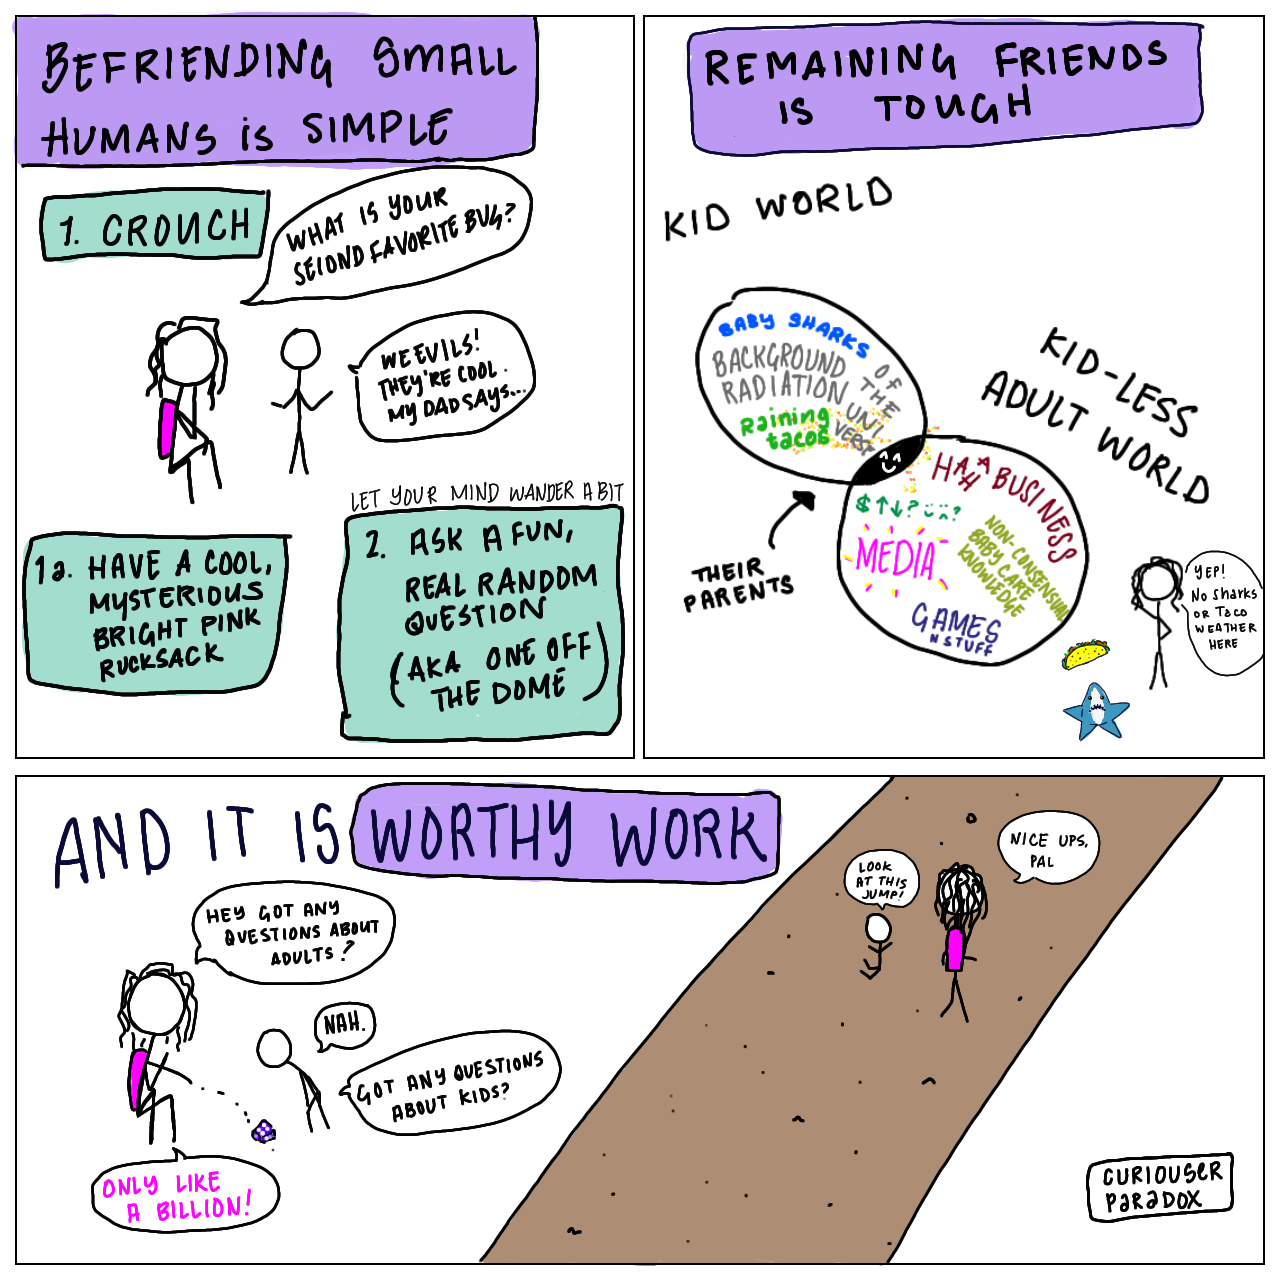 BEFRIENDING SMALL
HUMANS is SIMPLE
1. CROUCH
WHAT IS YOUR
SEIOND FAVORITE BUG?
WEEVILS!
THEY'RE COOL.
MY DAD SAYS...
1a. HAVE A COOL,
MYSTERIOUS
BRIGHT PINK
RUCKSACK
LET YOUR MIND WANDER A BIT
2. ASK A FUN,
REAL RANDOM
QUESTION
(AKA ONE OFF
THE DOME)
REMAINING FRIENDS
IS TOUGH
KID WORLD
BABY SHARKS
BACKGROUND
RADIATION
OF
THE
UNI
VERSE
Raining
tacos
KID-LESS
ADULT WORLD
HA HA BUSINESS
$↑↓?
MEDIA
NON-CONSENSUAL
BABY CARE
KNOWLEDGE
GAMES
N STUFF
THEIR
PARENTS
YEP!
No Sharks
OR TACO
WEATHER
HERE
AND IT IS WORTHY WORK
HEY GOT ANY
QUESTIONS ABOUT
ADULTS?
NAH.
GOT ANY QUESTIONS
ABOUT KIDS?
ONLY LIKE
A BILLION!
LOOK
AT THIS
JUMP!
NICE UPS,
PAL
CURIOUSER
PARADOX